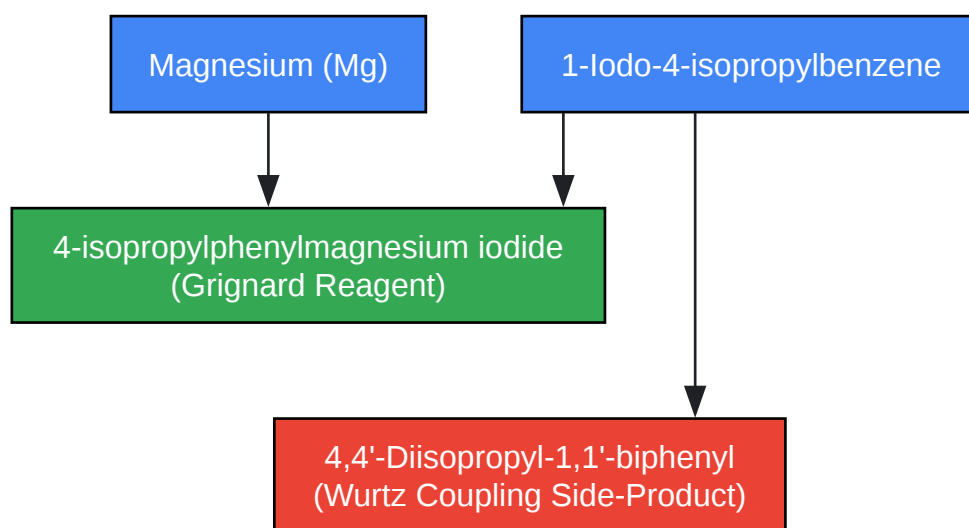 Magnesium (Mg)
1-Iodo-4-isopropylbenzene
4-isopropylphenylmagnesium iodide
(Grignard Reagent)
4,4'-Diisopropyl-1,1'-biphenyl
(Wurtz Coupling Side-Product)